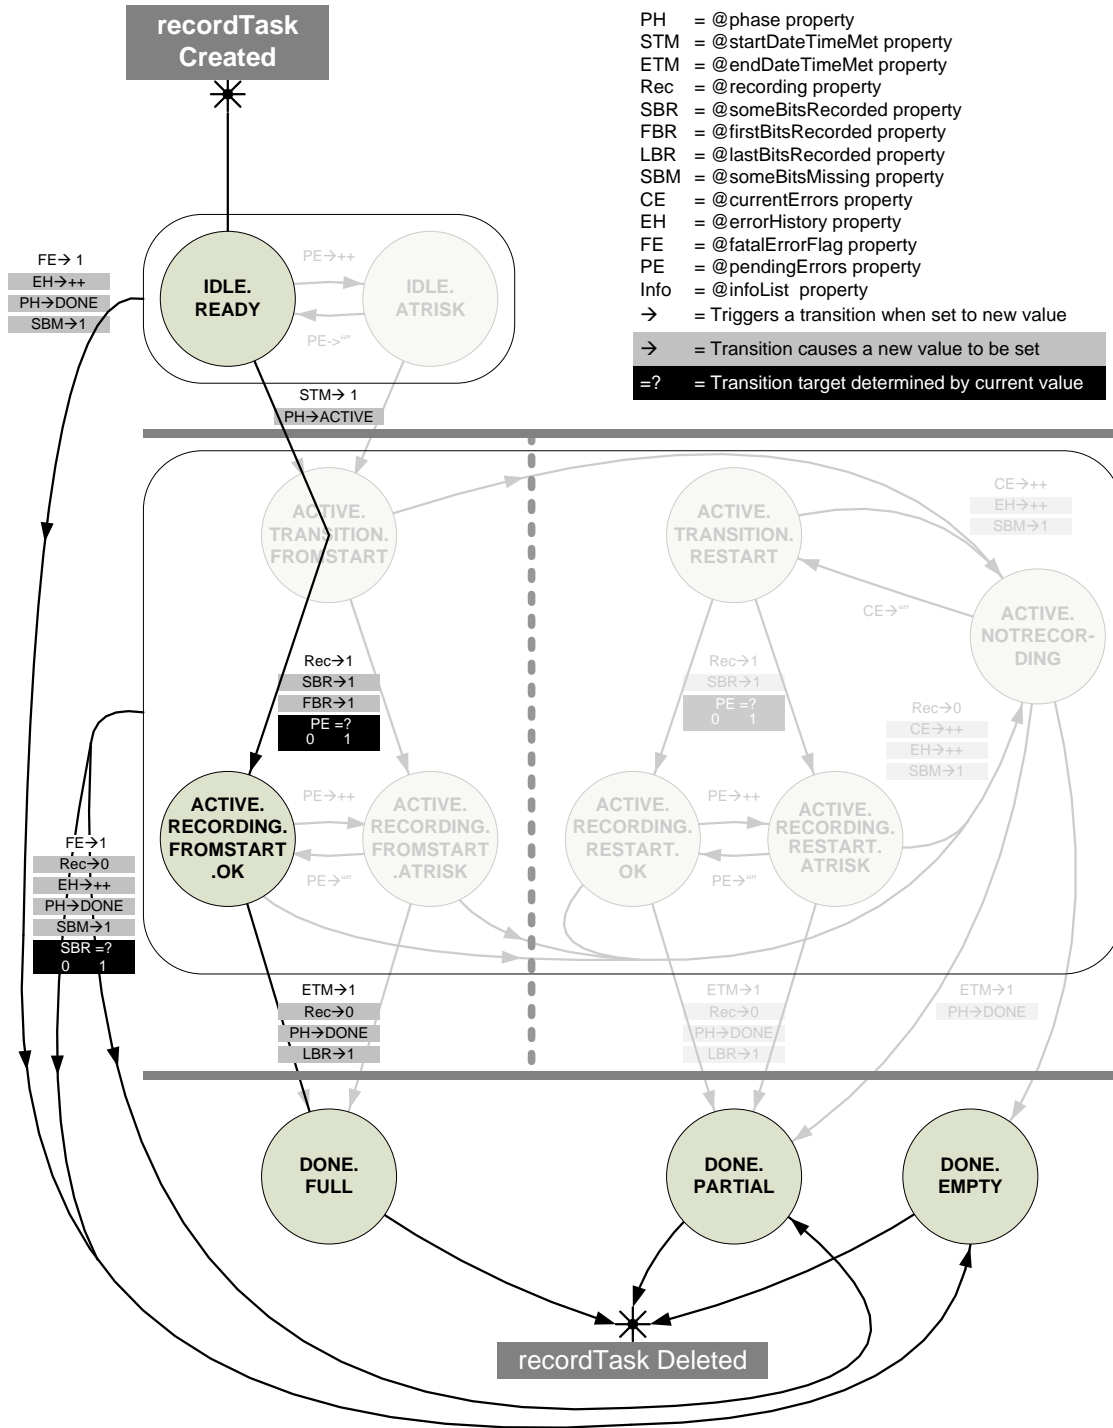 recordTask
Created
PH = @phase property
STM = @startDateTimeMet property
ETM = @endDateTimeMet property
Rec = @recording property
SBR = @someBitsRecorded property
FBR = @firstBitsRecorded property
LBR = @lastBitsRecorded property
SBM = @someBitsMissing property
CE = @currentErrors property
EH = @errorHistory property
FE = @fatalErrorFlag property
PE = @pendingErrors property
Info = @infoList property
→ = Triggers a transition when set to new value
→ = Transition causes a new value to be set
=? = Transition target determined by current value
FE→ 1
EH→++
PH→DONE
SBM→1
IDLE.
READY
PE→++
PE->“”
IDLE.
ATRISK
STM→ 1
PH→ACTIVE
ACTIVE.
TRANSITION.
FROMSTART
ACTIVE.
TRANSITION.
RESTART
CE→++
EH→++
SBM→1
CE→“”
ACTIVE.
NOTRECOR-
DING
Rec→1
SBR→1
FBR→1
PE =?
0 1
Rec→1
SBR→1
PE =?
0 1
Rec→0
CE→++
EH→++
SBM→1
ACTIVE.
RECORDING.
FROMSTART
.OK
PE→++
PE→“”
ACTIVE.
RECORDING.
FROMSTART
.ATRISK
ACTIVE.
RECORDING.
RESTART.
OK
PE→++
PE→“”
ACTIVE.
RECORDING.
RESTART.
ATRISK
FE→1
Rec→0
EH→++
PH→DONE
SBM→1
SBR =?
0 1
ETM→1
Rec→0
PH→DONE
LBR→1
ETM→1
Rec→0
PH→DONE
LBR→1
ETM→1
PH→DONE
DONE.
FULL
DONE.
PARTIAL
DONE.
EMPTY
recordTask Deleted